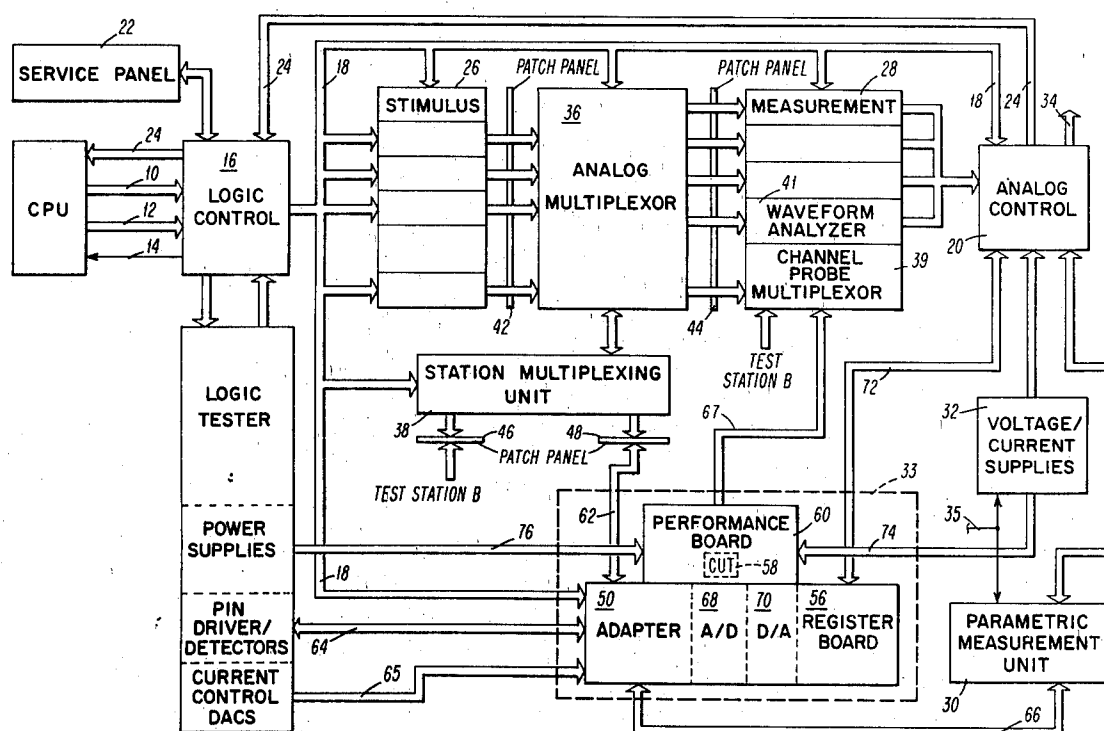 22
SERVICE PANEL
24
18
26
PATCH PANEL
PATCH PANEL
28
18
24
34
STIMULUS
36
ANALOG
MULTIPLEXOR
MEASUREMENT
41
WAVEFORM
ANALYZER
CHANNEL
PROBE
MULTIPLEXOR
39
ANALOG
CONTROL
20
CPU
24
10
12
14
16
LOGIC
CONTROL
42
44
TEST
STATION B
STATION MULTIPLEXING
UNIT
38
46
48
PATCH PANEL
TEST STATION B
67
72
32
VOLTAGE/
CURRENT
SUPPLIES
LOGIC
TESTER
33
62
PERFORMANCE
BOARD
60
CUT
58
35
POWER
SUPPLIES
76
74
18
50
ADAPTER
68
A/D
70
D/A
56
REGISTER
BOARD
PIN
DRIVER/
DETECTORS
64
CURRENT
CONTROL
DACS
65
PARAMETRIC
MEASUREMENT
UNIT
30
66